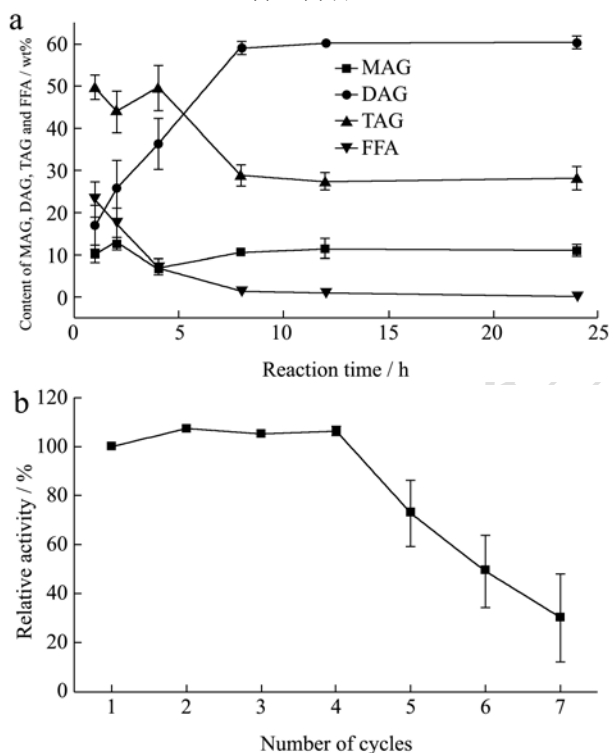 a
Content of MAG, DAG, TAG and FFA / wt%
60
50
40
30
20
10
0
MAG
DAG
TAG
FFA
0 5 10 15 20 25
Reaction time / h
b
Relative activity / %
120
100
80
60
40
20
0
1 2 3 4 5 6 7
Number of cycles